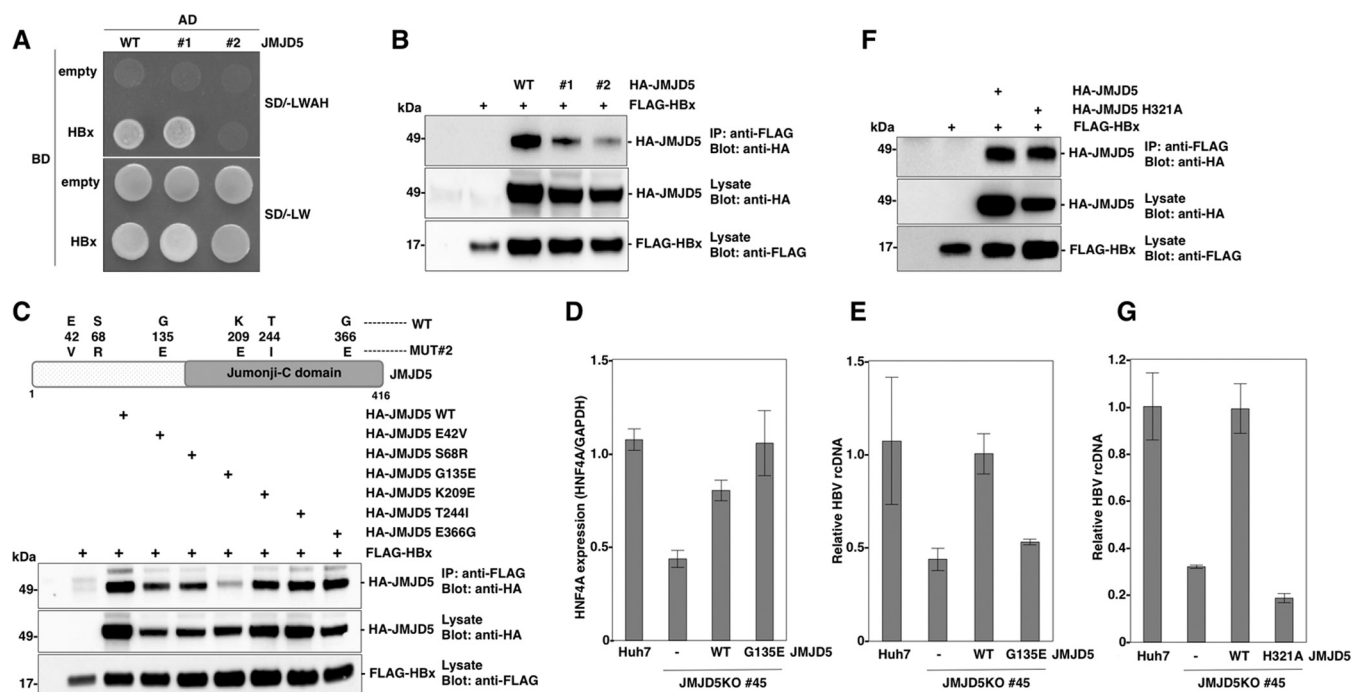 A
AD
WT #1 #2 JMJD5
empty
SD/-LWAH
HBx
BD
empty
SD/-LW
HBx
B
WT #1 #2 HA-JMJD5
kDa + + + + FLAG-HBx
49- - HA-JMJD5 IP: anti-FLAG
Blot: anti-HA
49- - HA-JMJD5 Lysate
Blot: anti-HA
17- - FLAG-HBx Lysate
Blot: anti-FLAG
F
+ HA-JMJD5
+ HA-JMJD5 H321A
kDa + + + FLAG-HBx
49- - HA-JMJD5 IP: anti-FLAG
Blot: anti-HA
49- - HA-JMJD5 Lysate
Blot: anti-HA
17- - FLAG-HBx Lysate
Blot: anti-FLAG
C
E S G K T G ---------- WT
42 68 135 209 244 366
V R E E I E ---------- MUT#2
Jumonji-C domain JMJD5
1 416
+ HA-JMJD5 WT
+ HA-JMJD5 E42V
+ HA-JMJD5 S68R
+ HA-JMJD5 G135E
+ HA-JMJD5 K209E
+ HA-JMJD5 T244I
+ HA-JMJD5 E366G
kDa + + + + + + + + FLAG-HBx
49- - HA-JMJD5 IP: anti-FLAG
Blot: anti-HA
49- - HA-JMJD5 Lysate
Blot: anti-HA
17- - FLAG-HBx Lysate
Blot: anti-FLAG
D
HNF4A expression (HNF4A/GAPDH)
1.5
1.0
0.5
0
Huh7 - WT G135E JMJD5
JMJD5KO #45
E
Relative HBV rcDNA
1.5
1.0
0.5
0
Huh7 - WT G135E JMJD5
JMJD5KO #45
G
Relative HBV rcDNA
1.2
1.0
0.8
0.6
0.4
0.2
0
Huh7 - WT H321A JMJD5
JMJD5KO #45